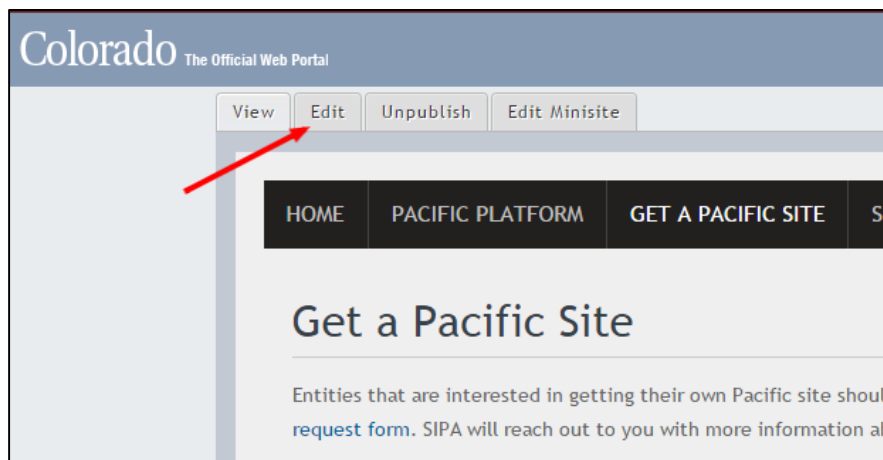 Colorado The Official Web Portal
View Edit Unpublish Edit Minisite
HOME PACIFIC PLATFORM GET A PACIFIC SITE S
Get a Pacific Site
Entities that are interested in getting their own Pacific site
request form. SIPA will reach out to you with more information